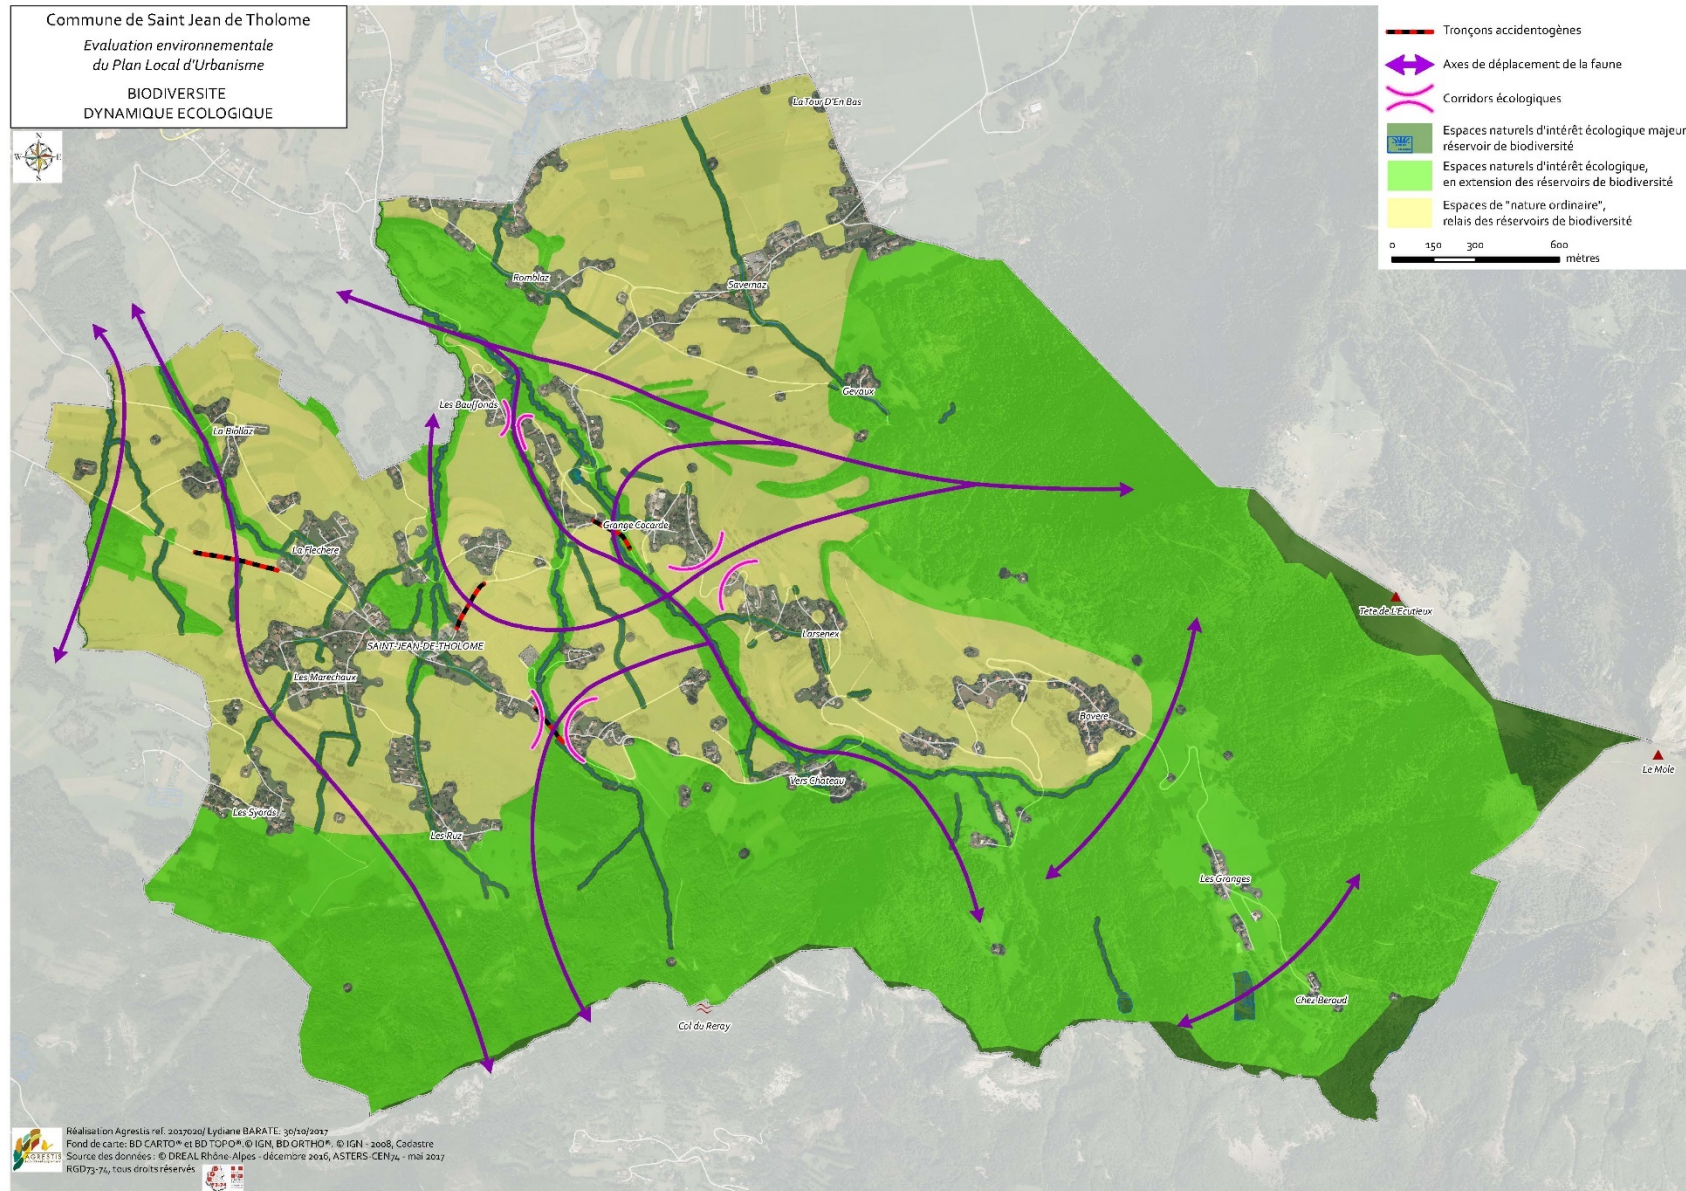 Commune de Saint Jean de Tholome
Evaluation environnementale
du Plan Local d'Urbanisme
BIODIVERSITE
DYNAMIQUE ECOLOGIQUE
N
W
E
S
Tronçons accidentogènes
Axes de déplacement de la faune
Corridors écologiques
Espaces naturels d'intérêt écologique majeur
réservoir de biodiversité
Espaces naturels d'intérêt écologique,
en extension des réservoirs de biodiversité
Espaces de "nature ordinaire",
relais des réservoirs de biodiversité
0 150 300 600
mètres
La Tour D'En Bas
Romblaz
Savernaz
Gevaux
Les Bauffonds
La Biollaz
Grange Cocarde
La Flechere
Tete de L'Ecutieux
Larsenex
SAINT-JEAN-DE-THOLOME
Les Marechaux
Bovere
Le Mole
Vers Chateau
Les Syords
Les Ruz
Les Granges
Chez Beroud
Col du Reray
AGRESTIS
Réalisation Agrestis ref. 2017020/ Lydiane BARATE: 30/10/2017
Fond de carte: BD CARTO® et BD TOPO®.© IGN, BD ORTHO®. © IGN - 2008, Cadastre
Source des données : © DREAL Rhône-Alpes - décembre 2016, ASTERS-CEN74 - mai 2017
RGD73-74, tous droits réservés